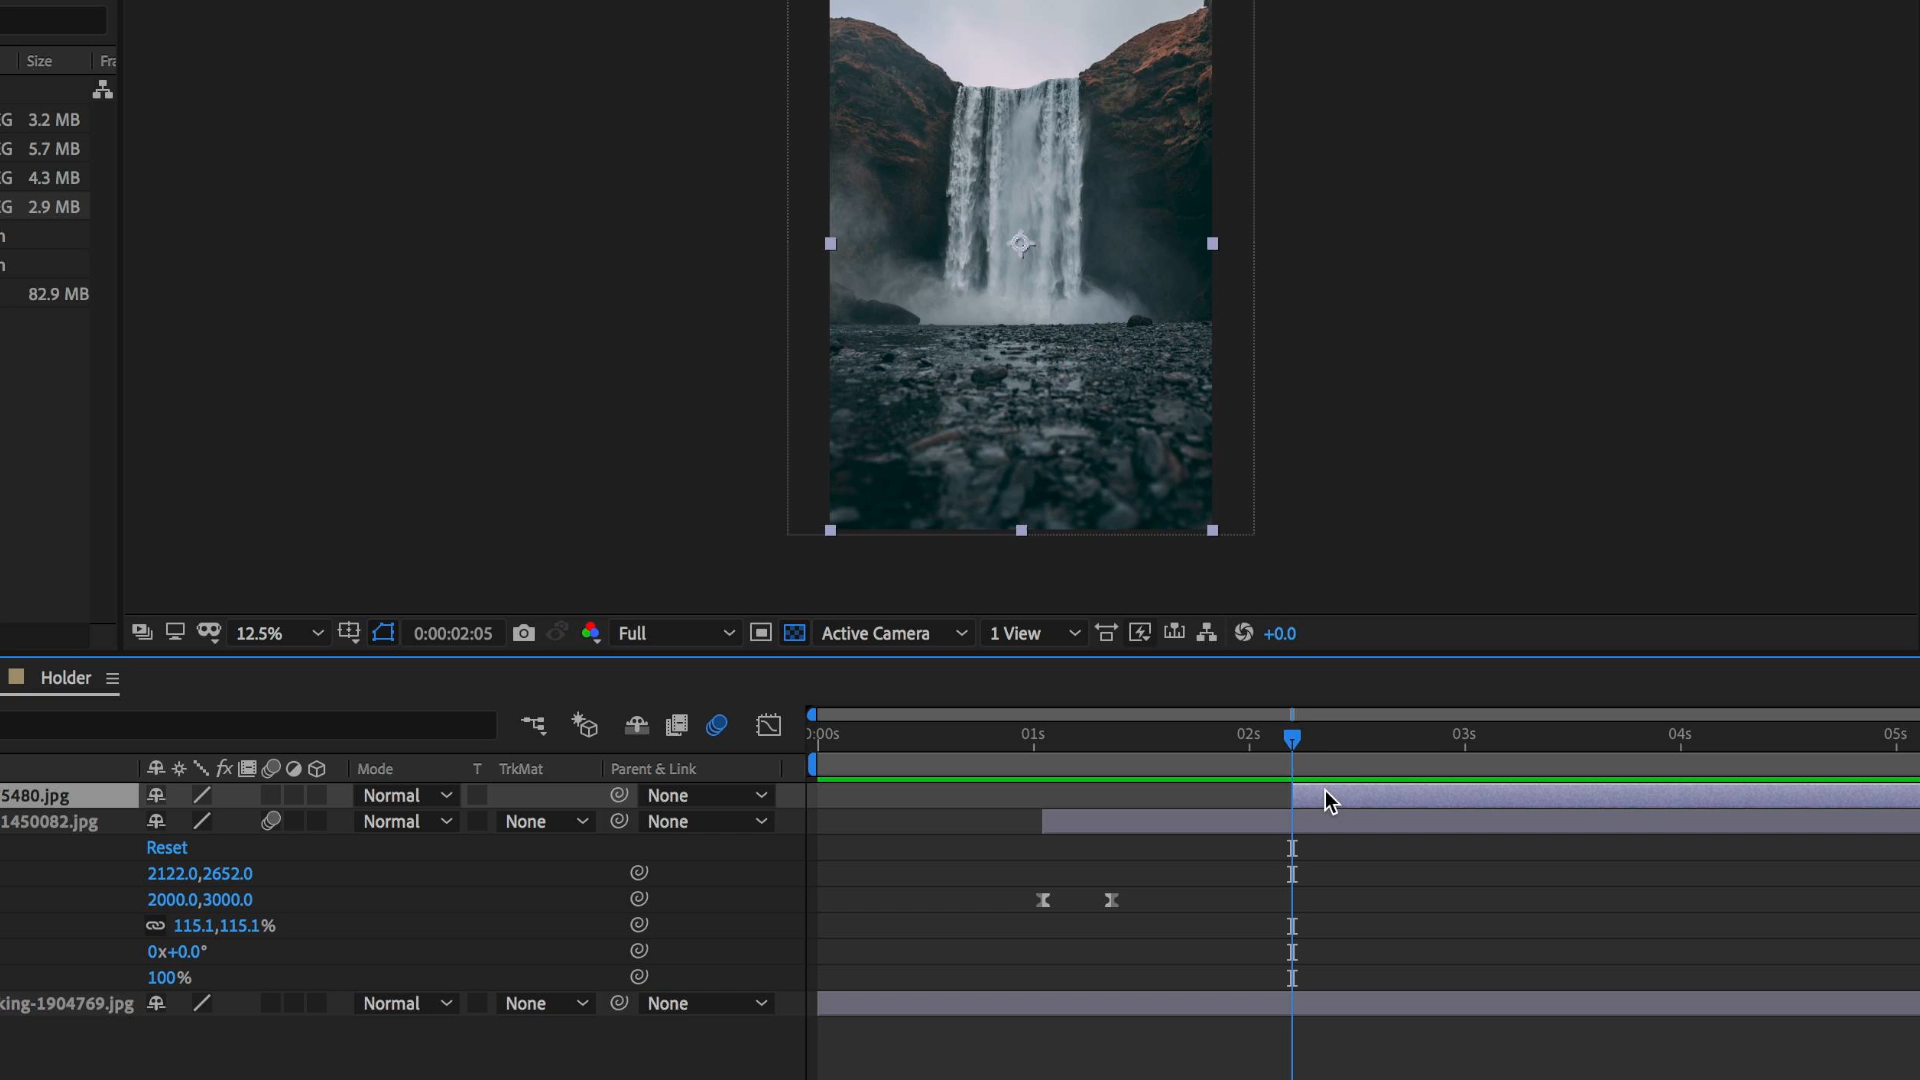 Size Fra
G 3.2 MB
G 5.7 MB
G 4.3 MB
G 2.9 MB
n
n
82.9 MB
12.5% 0:00:02:05 Full Active Camera 1 View +0.0
Holder
0:00s 01s 02s 03s 04s 05s
fx Mode T TrkMat Parent & Link
5480.jpg Normal None
1450082.jpg Normal None None
Reset
2122.0,2652.0
2000.0,3000.0
115.1,115.1%
0x+0.0°
100%
king-1904769.jpg Normal None None